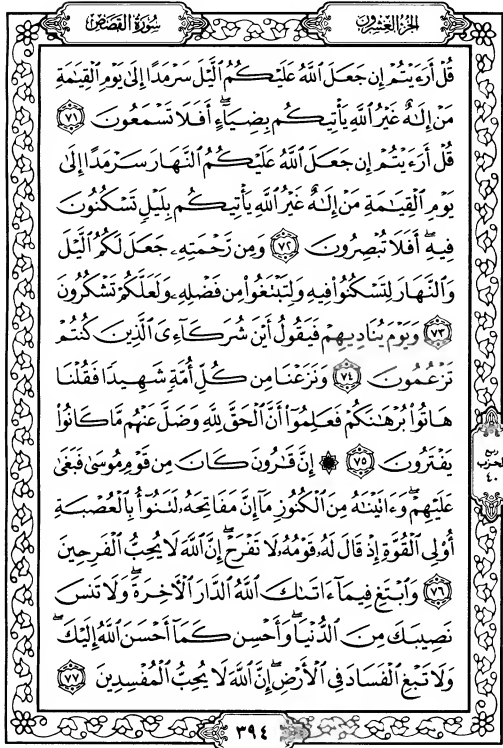 الجزء العشرون
سورة القصص
قُلْ أَرَءَيْتُمْ إِن جَعَلَ ٱللَّهُ عَلَيْكُمُ ٱلَّيْلَ سَرْمَدًا إِلَىٰ يَوْمِ ٱلْقِيَٰمَةِ
مَنْ إِلَٰهٌ غَيْرُ ٱللَّهِ يَأْتِيكُم بِضِيَآءٍ ۖ أَفَلَا تَسْمَعُونَ ٧١
قُلْ أَرَءَيْتُمْ إِن جَعَلَ ٱللَّهُ عَلَيْكُمُ ٱلنَّهَارَ سَرْمَدًا إِلَىٰ
يَوْمِ ٱلْقِيَٰمَةِ مَنْ إِلَٰهٌ غَيْرُ ٱللَّهِ يَأْتِيكُم بِلَيْلٍ تَسْكُنُونَ
فِيهِ ۖ أَفَلَا تُبْصِرُونَ ٧٢ وَمِن رَّحْمَتِهِۦ جَعَلَ لَكُمُ ٱلَّيْلَ
وَٱلنَّهَارَ لِتَسْكُنُوا۟ فِيهِ وَلِتَبْتَغُوا۟ مِن فَضْلِهِۦ وَلَعَلَّكُمْ تَشْكُرُونَ
٧٣ وَيَوْمَ يُنَادِيهِمْ فَيَقُولُ أَيْنَ شُرَكَآءِىَ ٱلَّذِينَ كُنتُمْ
تَزْعُمُونَ ٧٤ وَنَزَعْنَا مِن كُلِّ أُمَّةٍ شَهِيدًا فَقُلْنَا
هَاتُوا۟ بُرْهَٰنَكُمْ فَعَلِمُوٓا۟ أَنَّ ٱلْحَقَّ لِلَّهِ وَضَلَّ عَنْهُم مَّا كَانُوا۟
يَفْتَرُونَ ٧٥ ۞ إِنَّ قَٰرُونَ كَانَ مِن قَوْمِ مُوسَىٰ فَبَغَىٰ
عَلَيْهِمْ ۖ وَءَاتَيْنَٰهُ مِنَ ٱلْكُنُوزِ مَآ إِنَّ مَفَاتِحَهُۥ لَتَنُوٓأُ بِٱلْعُصْبَةِ
أُو۟لِى ٱلْقُوَّةِ إِذْ قَالَ لَهُۥ قَوْمُهُۥ لَا تَفْرَحْ ۖ إِنَّ ٱللَّهَ لَا يُحِبُّ ٱلْفَرِحِينَ
٧٦ وَٱبْتَغِ فِيمَآ ءَاتَىٰكَ ٱللَّهُ ٱلدَّارَ ٱلْءَاخِرَةَ ۖ وَلَا تَنسَ
نَصِيبَكَ مِنَ ٱلدُّنْيَا ۖ وَأَحْسِن كَمَآ أَحْسَنَ ٱللَّهُ إِلَيْكَ ۖ
وَلَا تَبْغِ ٱلْفَسَادَ فِى ٱلْأَرْضِ ۖ إِنَّ ٱللَّهَ لَا يُحِبُّ ٱلْمُفْسِدِينَ ٧٧
ربع
الحزب
٤٠
٣٩٤